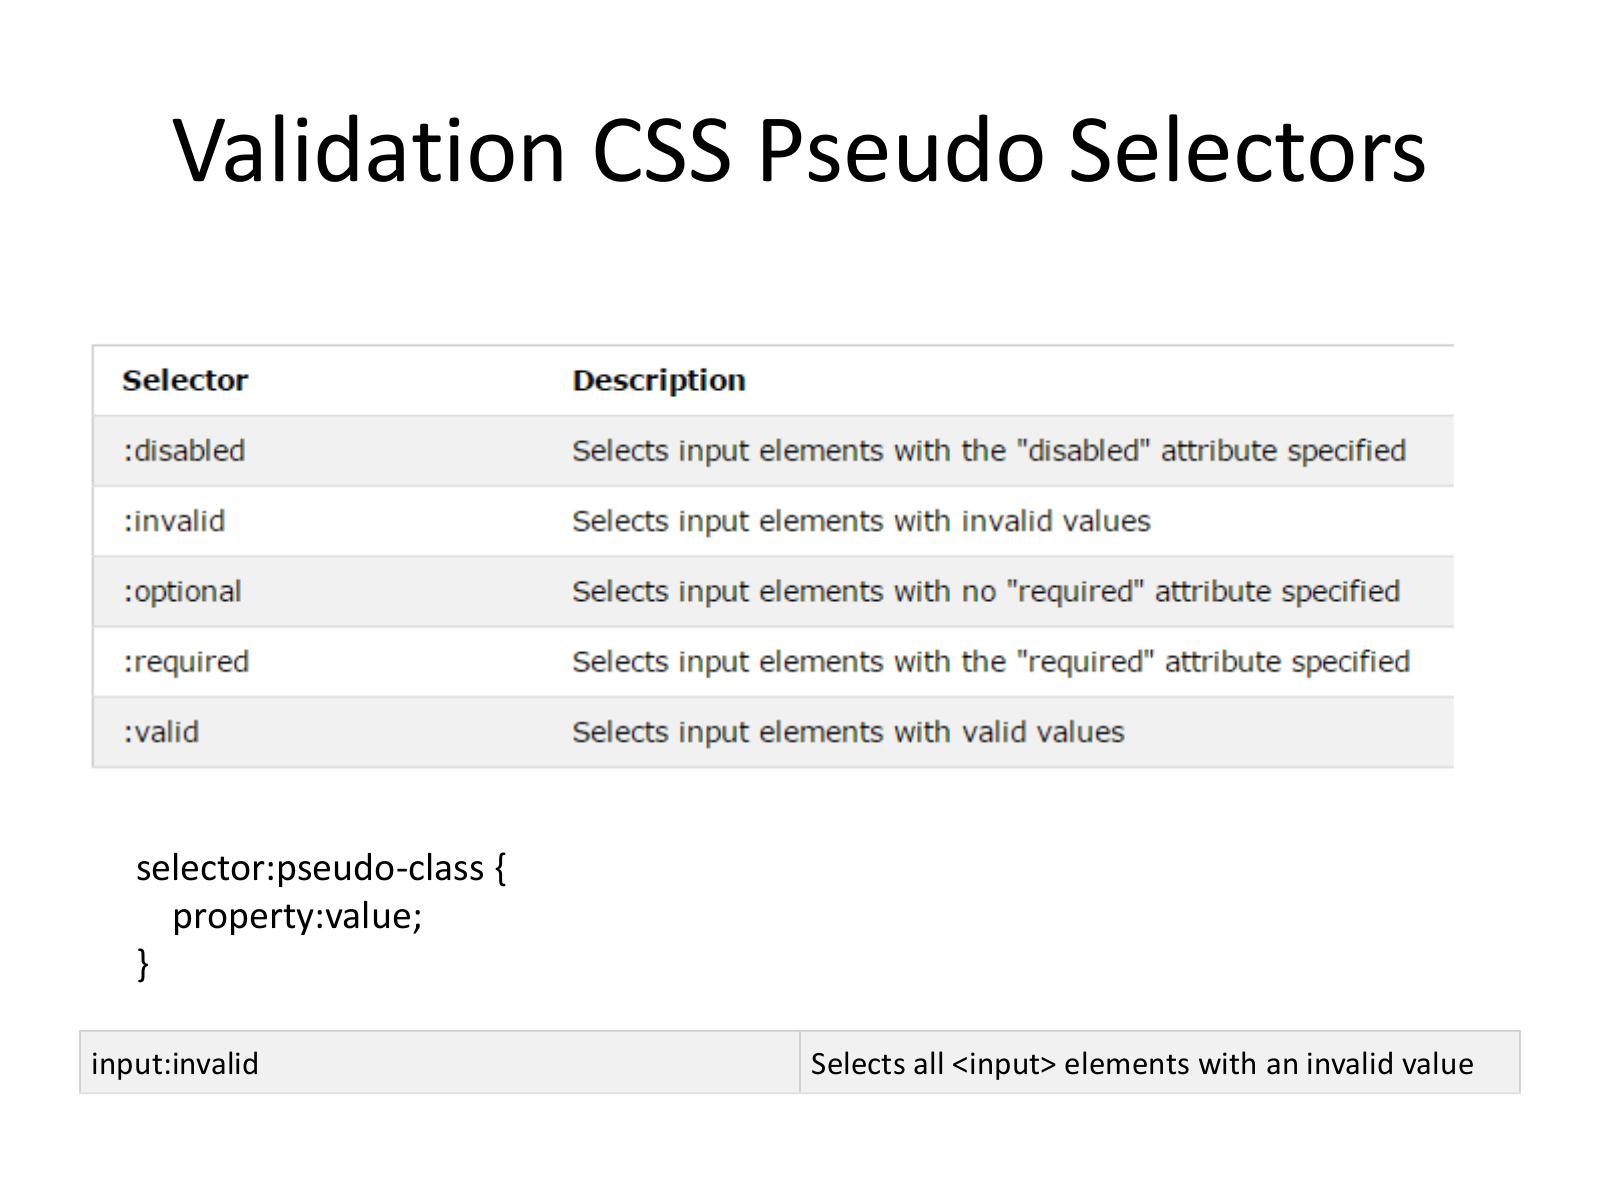 Validation CSS Pseudo Selectors
Selector Description
:disabled Selects input elements with the "disabled" attribute specified
:invalid Selects input elements with invalid values
:optional Selects input elements with no "required" attribute specified
:required Selects input elements with the "required" attribute specified
:valid Selects input elements with valid values
selector:pseudo-class {
property:value;
}
input:invalid Selects all <input> elements with an invalid value